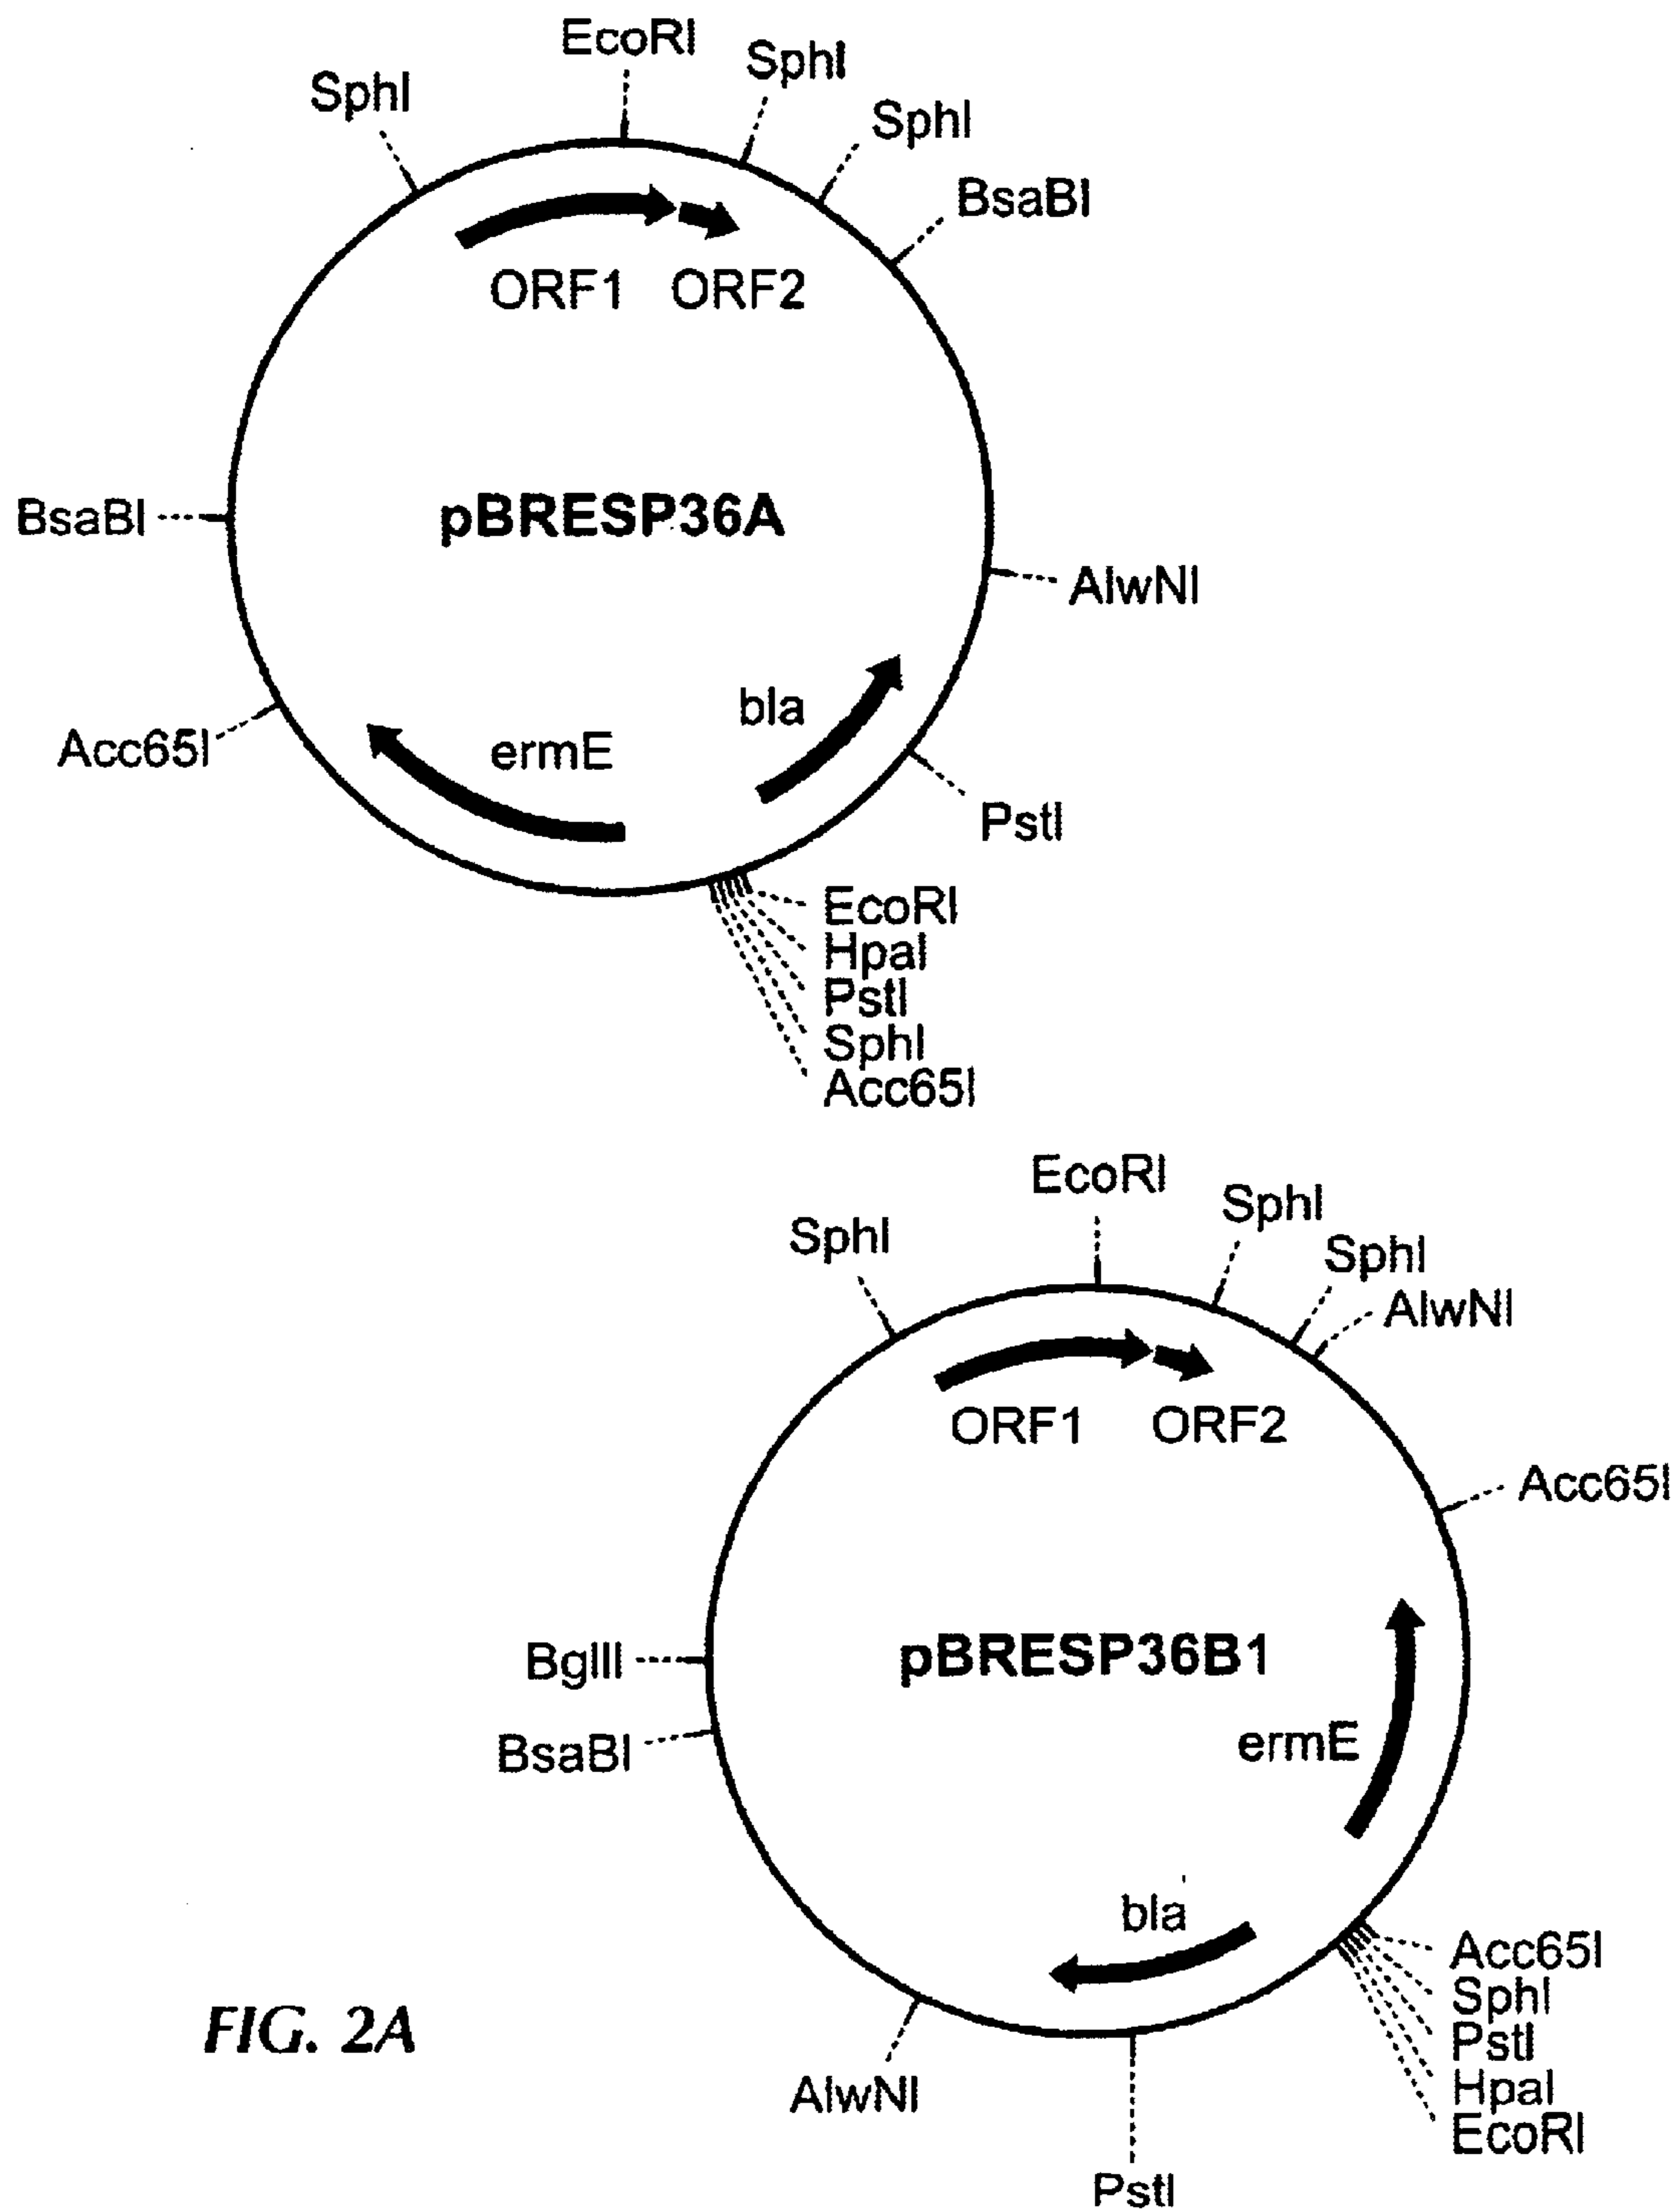 EcoRI
SphI
SphI
SphI
BsaBI
ORF1 ORF2
BsaBI
pBRESP36A
AlwNI
bla
Acc65I
ermE
PstI
EcoRI
HpaI
PstI
SphI
Acc65I
EcoRI
SphI
SphI
SphI
AlwNI
ORF1 ORF2
Acc65I
BglII
pBRESP36B1
BsaBI
ermE
bla
Acc65I
SphI
PstI
HpaI
EcoRI
FIG. 2A
AlwNI
PstI